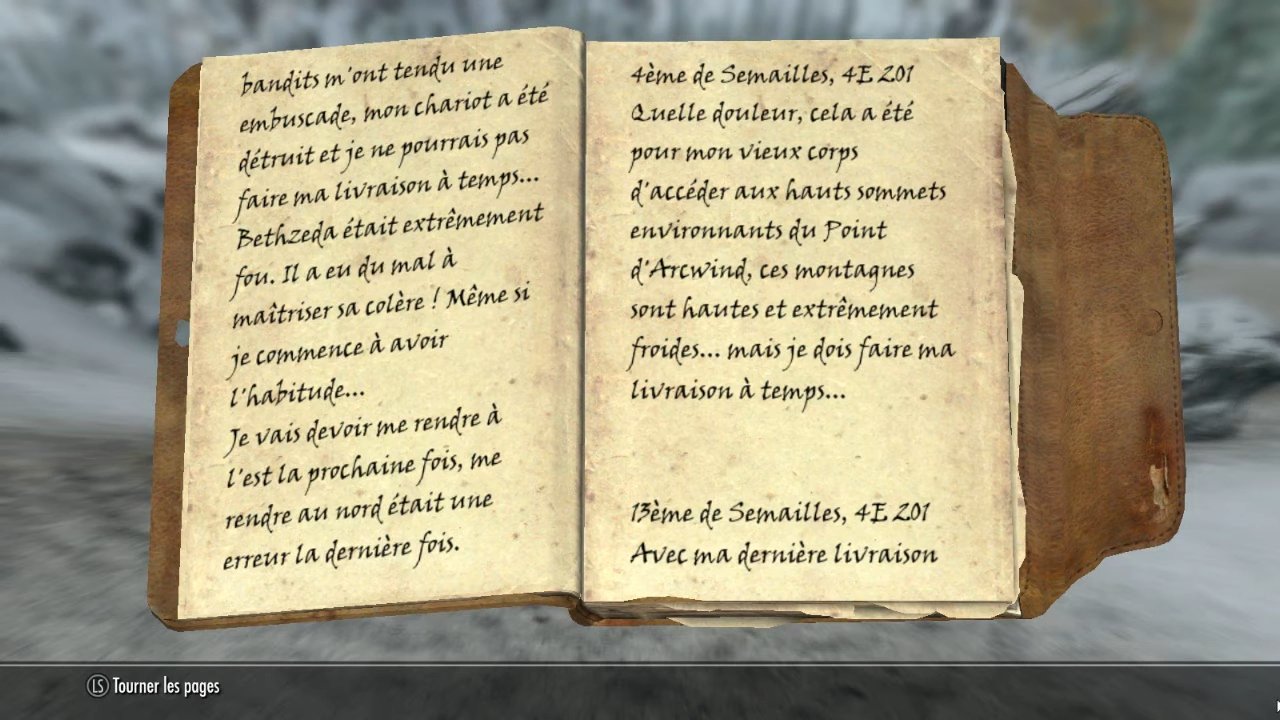 bandits m'ont tendu une
embuscade, mon chariot a été
détruit et je ne pourrais pas
faire ma livraison à temps...
Bethzeda était extrêmement
fou. Il a eu du mal à
maîtriser sa colère ! Même si
je commence à avoir
l'habitude...
Je vais devoir me rendre à
l'est la prochaine fois, me
rendre au nord était une
erreur la dernière fois.
4ème de Semailles, 4E 201
Quelle douleur, cela a été
pour mon vieux corps
d'accéder aux hauts sommets
environnants du Point
d'Arcwind, ces montagnes
sont hautes et extrêmement
froides... mais je dois faire ma
livraison à temps...
13ème de Semailles, 4E 201
Avec ma dernière livraison
LS Tourner les pages